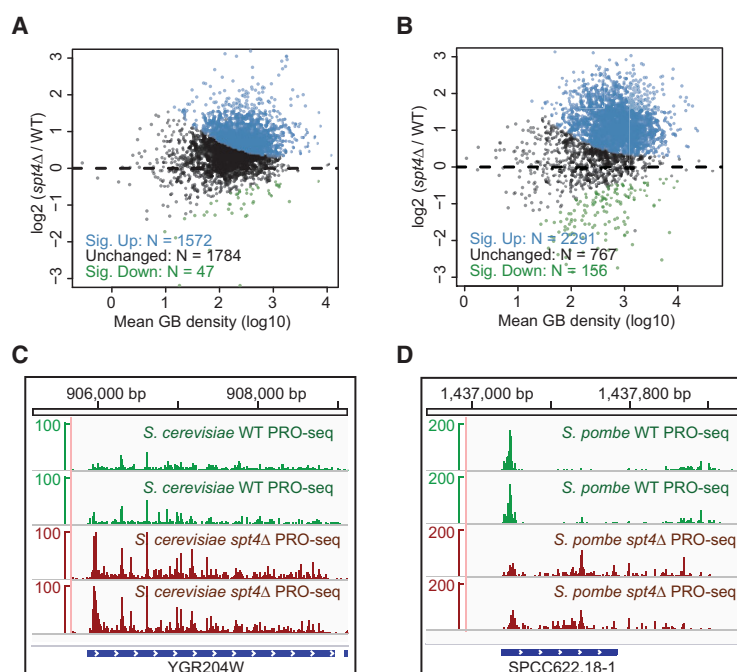 A
log2 (spt4Δ / WT)
3
2
1
0
−1
−2
−3
Sig. Up: N = 1572
Unchanged: N = 1784
Sig. Down: N = 47
0
1
2
3
4
Mean GB density (log10)
B
log2 (spt4Δ / WT)
3
2
1
0
−1
−2
−3
Sig. Up: N = 2291
Unchanged: N = 767
Sig. Down: N = 156
0
1
2
3
4
Mean GB density (log10)
C
906,000 bp
908,000 bp
100
S. cerevisiae WT PRO-seq
100
S. cerevisiae WT PRO-seq
100
S. cerevisiae spt4Δ PRO-seq
100
S. cerevisiae spt4Δ PRO-seq
YGR204W
D
1,437,000 bp
1,437,800 bp
200
S. pombe WT PRO-seq
200
S. pombe WT PRO-seq
200
S. pombe spt4Δ PRO-seq
200
S. pombe spt4Δ PRO-seq
SPCC622.18-1